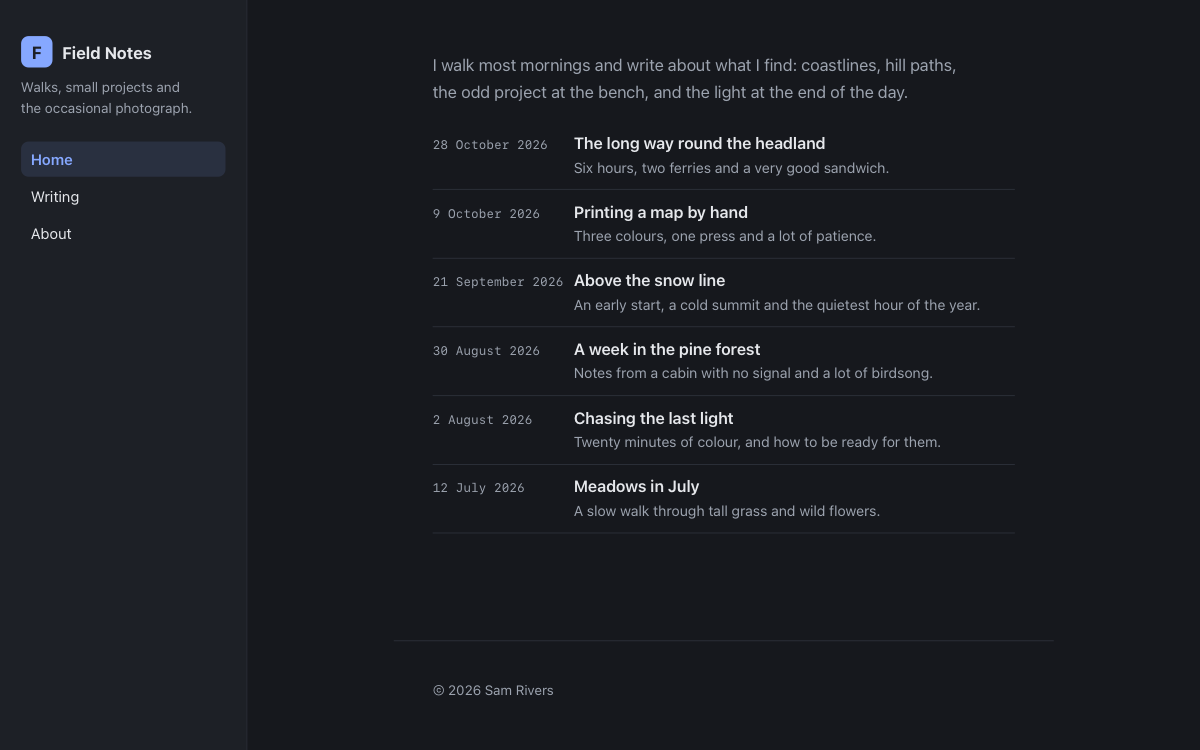 F
Field Notes
Walks, small projects and
the occasional photograph.
Home
Writing
About
I walk most mornings and write about what I find: coastlines, hill paths,
the odd project at the bench, and the light at the end of the day.
28 October 2026
The long way round the headland
Six hours, two ferries and a very good sandwich.
9 October 2026
Printing a map by hand
Three colours, one press and a lot of patience.
21 September 2026
Above the snow line
An early start, a cold summit and the quietest hour of the year.
30 August 2026
A week in the pine forest
Notes from a cabin with no signal and a lot of birdsong.
2 August 2026
Chasing the last light
Twenty minutes of colour, and how to be ready for them.
12 July 2026
Meadows in July
A slow walk through tall grass and wild flowers.
© 2026 Sam Rivers